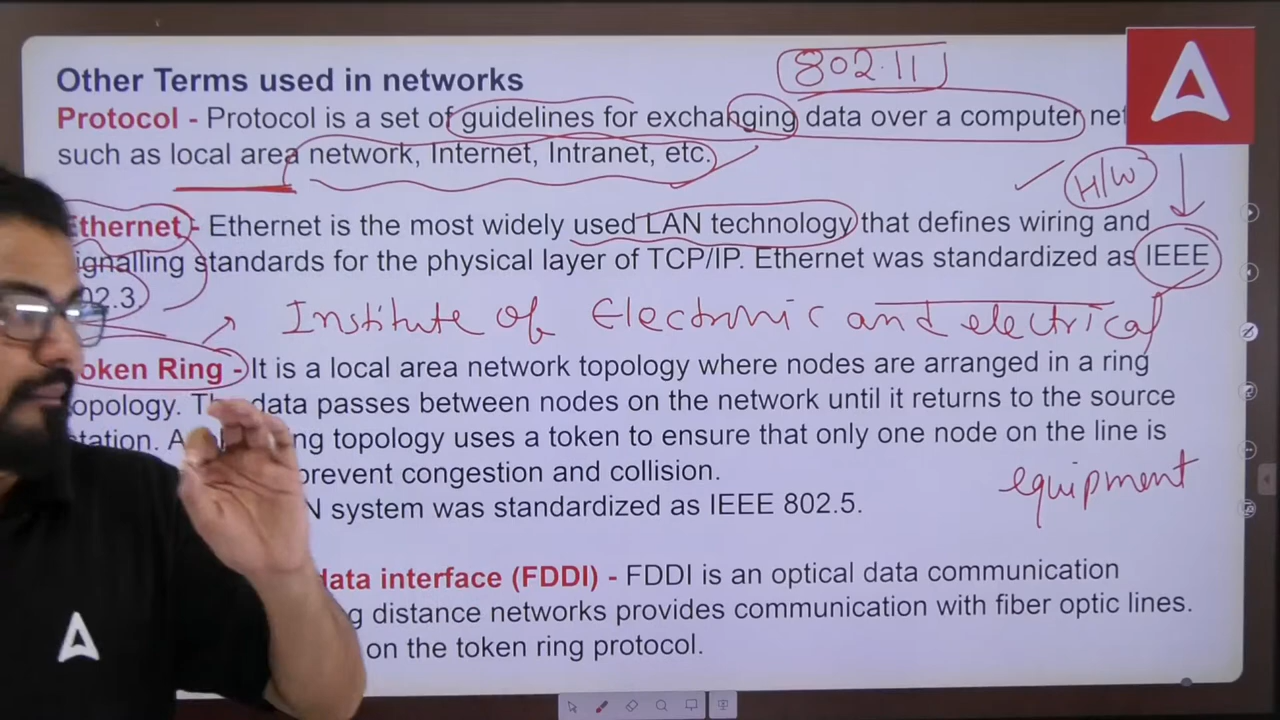 Other Terms used in networks
802.11
Protocol - Protocol is a set of guidelines for exchanging data over a computer
such as local area network, Internet, Intranet, etc.
H/W
Ethernet - Ethernet is the most widely used LAN technology that defines wiring and
signalling standards for the physical layer of TCP/IP. Ethernet was standardized as IEEE
02.3
Institute of Electronic and electrical
oken Ring - It is a local area network topology where nodes are arranged in a ring
opology. The data passes between nodes on the network until it returns to the source
station. A ng topology uses a token to ensure that only one node on the line is
prevent congestion and collision.
equipment
N system was standardized as IEEE 802.5.
data interface (FDDI) - FDDI is an optical data communication
g distance networks provides communication with fiber optic lines.
on the token ring protocol.